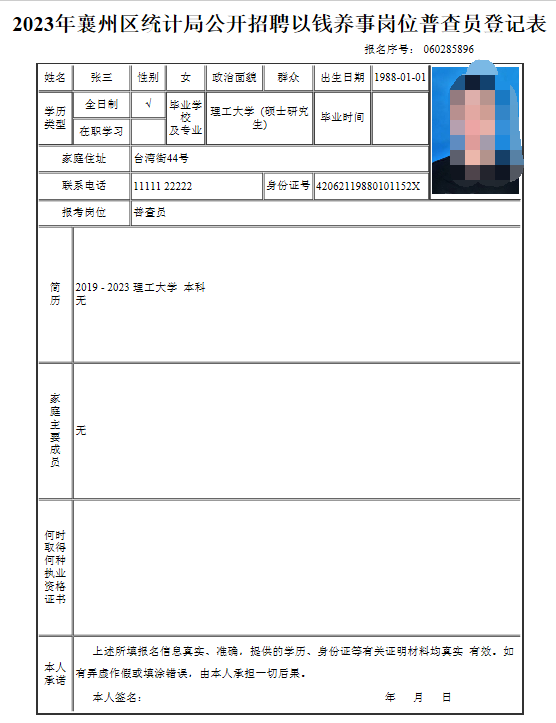 2023年襄州区统计局公开招聘以钱养事岗位普查员登记表
报名序号： 060285896
姓名 张三 性别 女 政治面貌 群众 出生日期 1988-01-01
学历
类型
全日制 √
在职学习
毕业学
校
及专业
理工大学（硕士研究
生）
毕业时间
家庭住址 台湾街44号
联系电话 11111 22222 身份证号 42062119880101152X
报考岗位 普查员
简
历
2019 - 2023 理工大学 本科
无
家
庭
主
要
成
员
无
何时
取得
何种
执业
资格
证书
本人
承诺
上述所填报名信息真实、准确，提供的学历、身份证等有关证明材料均真实 有效。如
有弄虚作假或填涂错误，由本人承担一切后果。
本人签名： 年 月 日